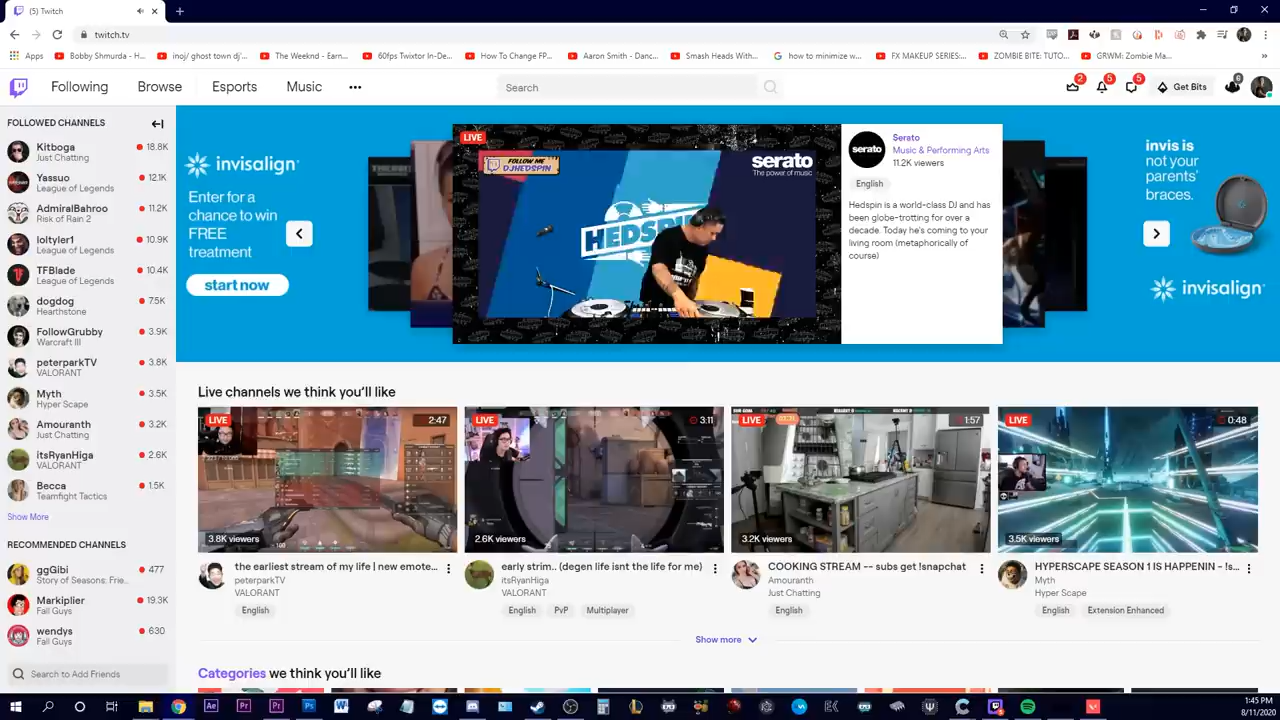 (5) Twitch
twitch.tv
Apps
Bobby Shmurda - H...
inoj/ ghost town dj'...
The Weeknd - Earn...
60fps Twixtor In-De...
How To Change FP...
Aaron Smith - Danc...
Smash Heads With...
how to minimize w...
FX MAKEUP SERIES:...
ZOMBIE BITE: TUTO...
GRWM: Zombie Ma...
Following
Browse
Esports
Music
Search
2
5
5
Get Bits
6
FOLLOWED CHANNELS
Kitboga 18.8K
Just Chatting
Yassuo 12.1K
League of Legends
AdmiralBahroo 11.2K
Risk of Rain 2
loltyler1 10.9K
League of Legends
TFBlade 10.4K
League of Legends
dogdog 7.5K
Hearthstone
FollowGrubby 3.9K
Warcraft III
peterparkTV 3.8K
VALORANT
Myth 3.5K
Hyper Scape
Amouranth 3.2K
Just Chatting
itsRyanHiga 2.6K
VALORANT
Becca 1.5K
Teamfight Tactics
Show More
RECOMMENDED CHANNELS
ggGibi 477
Story of Seasons: Frie...
Markiplier 19.3K
Fall Guys
wendys 630
Fall Guys
Search to Add Friends
invisalign
Enter for a
chance to win
FREE
treatment
start now
LIVE
FOLLOW ME
DJHEDSPIN
serato
The power of music
HEDSPIN
serato
Serato
Music & Performing Arts
11.2K viewers
English
Hedspin is a world-class DJ and has
been globe-trotting for over a
decade. Today he's coming to your
living room (metaphorically of
course)
invis is
not your
parents'
braces.
invisalign
Live channels we think you'll like
LIVE
2:47
3.8K viewers
the earliest stream of my life | new emote...
peterparkTV
VALORANT
English
LIVE
3:11
2.6K viewers
early strim.. (degen life isnt the life for me)
itsRyanHiga
VALORANT
English PvP Multiplayer
LIVE
1:57
3.2K viewers
COOKING STREAM -- subs get !snapchat
Amouranth
Just Chatting
English
LIVE
0:48
3.5K viewers
HYPERSCAPE SEASON 1 IS HAPPENIN - !s...
Myth
Hyper Scape
English Extension Enhanced
Show more
Categories we think you'll like
1:45 PM
8/11/2020